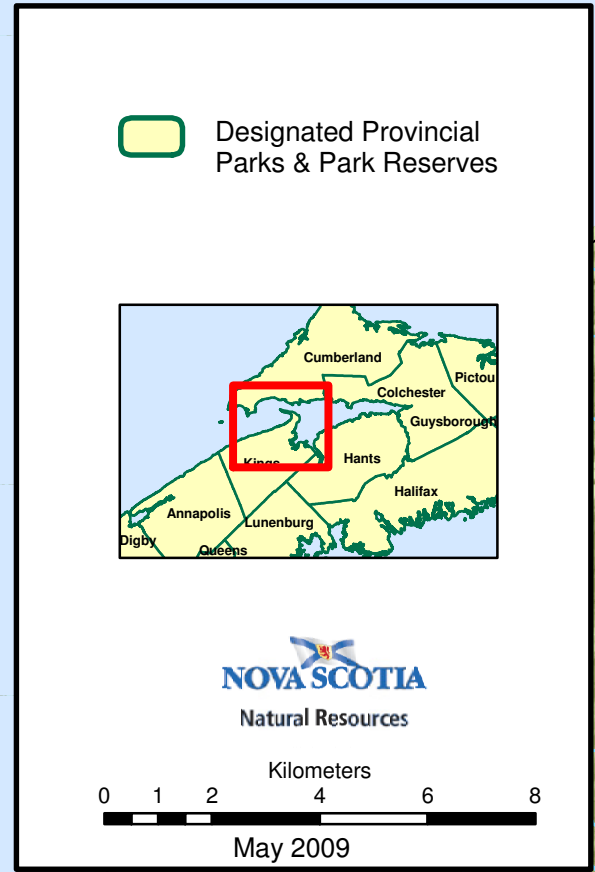 Designated Provincial
Parks & Park Reserves
Cumberland
Pictou
Colchester
Guysborough
Kings
Hants
Halifax
Annapolis
Lunenburg
Digby
Queens
NOVA SCOTIA
Natural Resources
Kilometers
0 1 2 4 6 8
May 2009